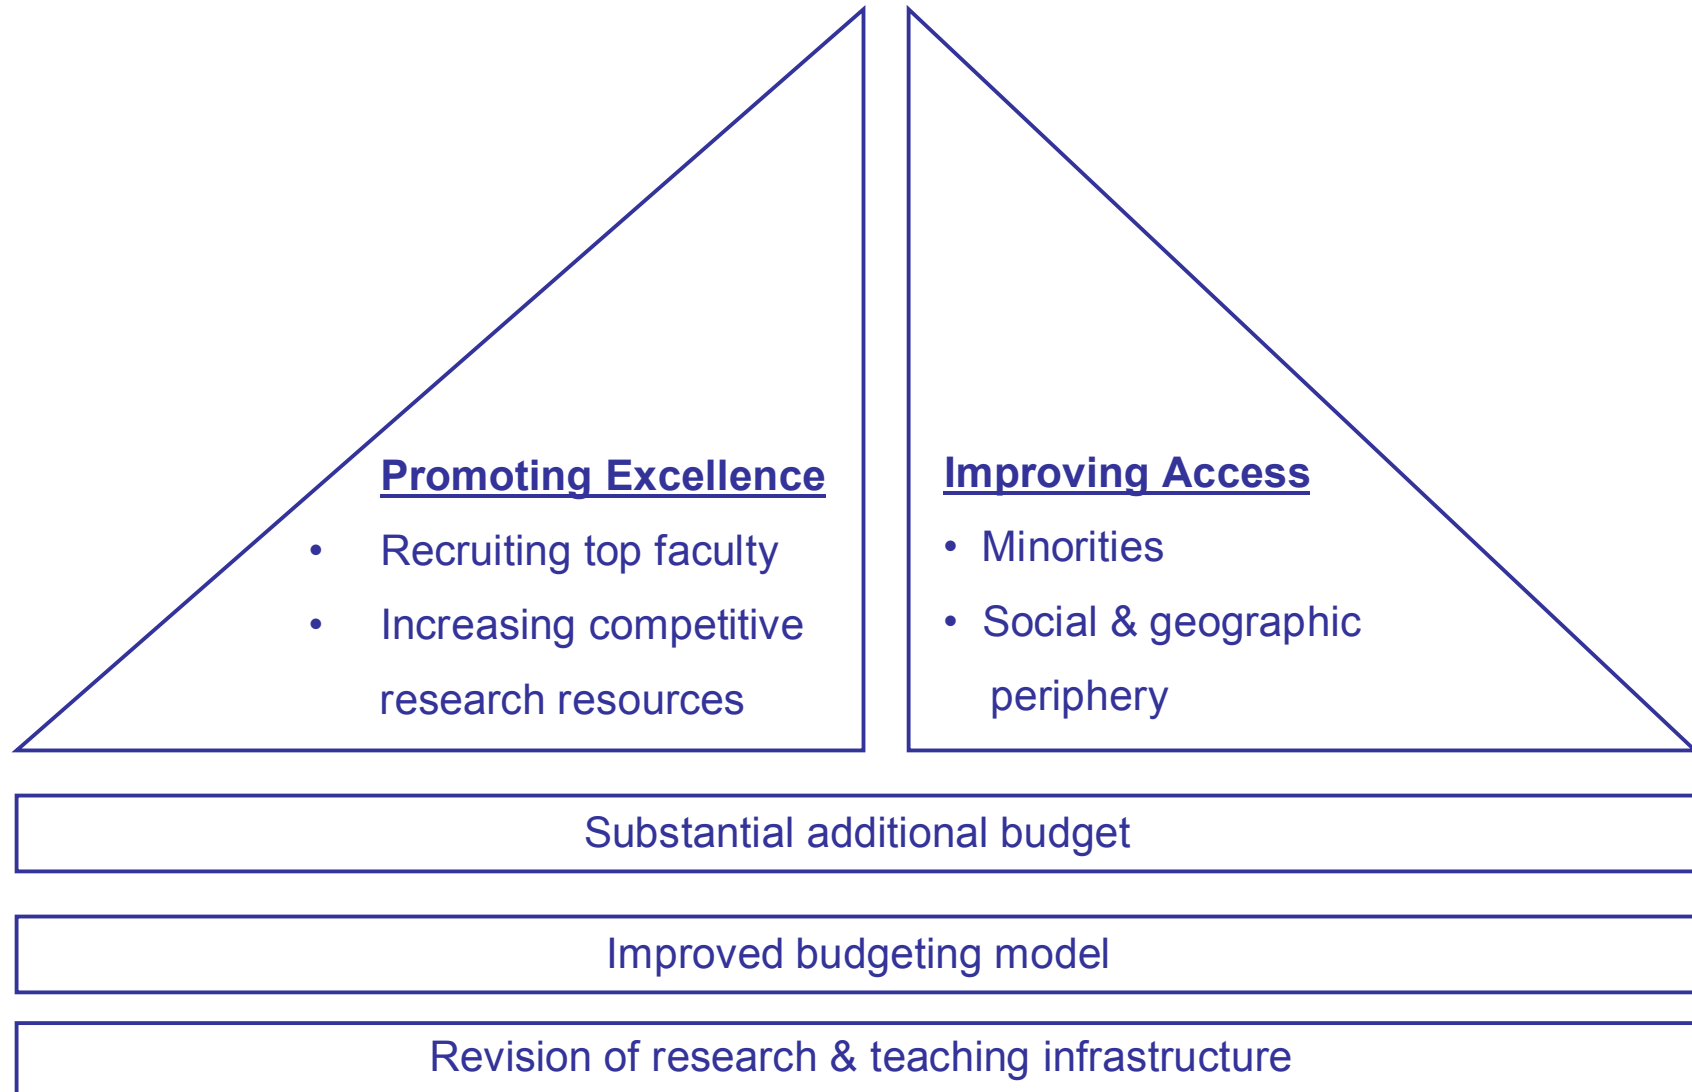 Promoting Excellence
• Recruiting top faculty
• Increasing competitive
research resources
Improving Access
• Minorities
• Social & geographic
periphery
Substantial additional budget
Improved budgeting model
Revision of research & teaching infrastructure